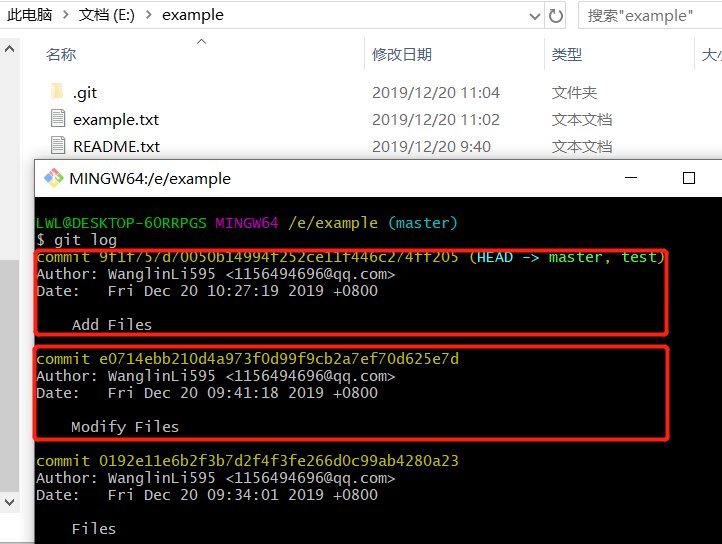 此电脑 > 文档 (E:) > example
搜索"example"
名称 修改日期 类型 大小
.git 2019/12/20 11:04 文件夹
example.txt 2019/12/20 11:02 文本文档
README.txt 2019/12/20 9:40 文本文档
MINGW64:/e/example
LWL@DESKTOP-6ORRPGS MINGW64 /e/example (master)
$ git log
commit 9f1f757d70050b14994f252ce11f446c274ff205 (HEAD -> master, test)
Author: WanglinLi595 <1156494696@qq.com>
Date:   Fri Dec 20 10:27:19 2019 +0800
Add Files
commit e0714ebb210d4a973f0d99f9cb2a7ef70d625e7d
Author: WanglinLi595 <1156494696@qq.com>
Date:   Fri Dec 20 09:41:18 2019 +0800
Modify Files
commit 0192e11e6b2f3b7d2f4f3fe266d0c99ab4280a23
Author: WanglinLi595 <1156494696@qq.com>
Date:   Fri Dec 20 09:34:01 2019 +0800
Files